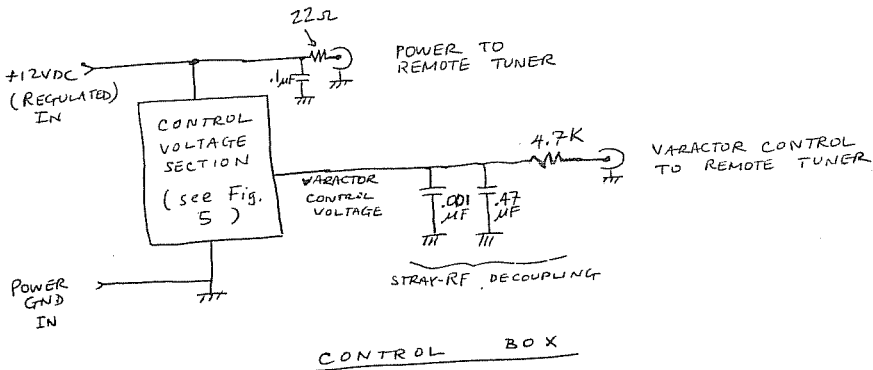 22Ω
+12VDC
(REGULATED)
IN
.1μF
POWER TO
REMOTE TUNER
CONTROL
VOLTAGE
SECTION
(see Fig.
5)
VARACTOR
CONTROL
VOLTAGE
4.7K
VARACTOR CONTROL
TO REMOTE TUNER
.001
μF
.47
μF
STRAY-RF DECOUPLING
POWER
GND
IN
CONTROL BOX